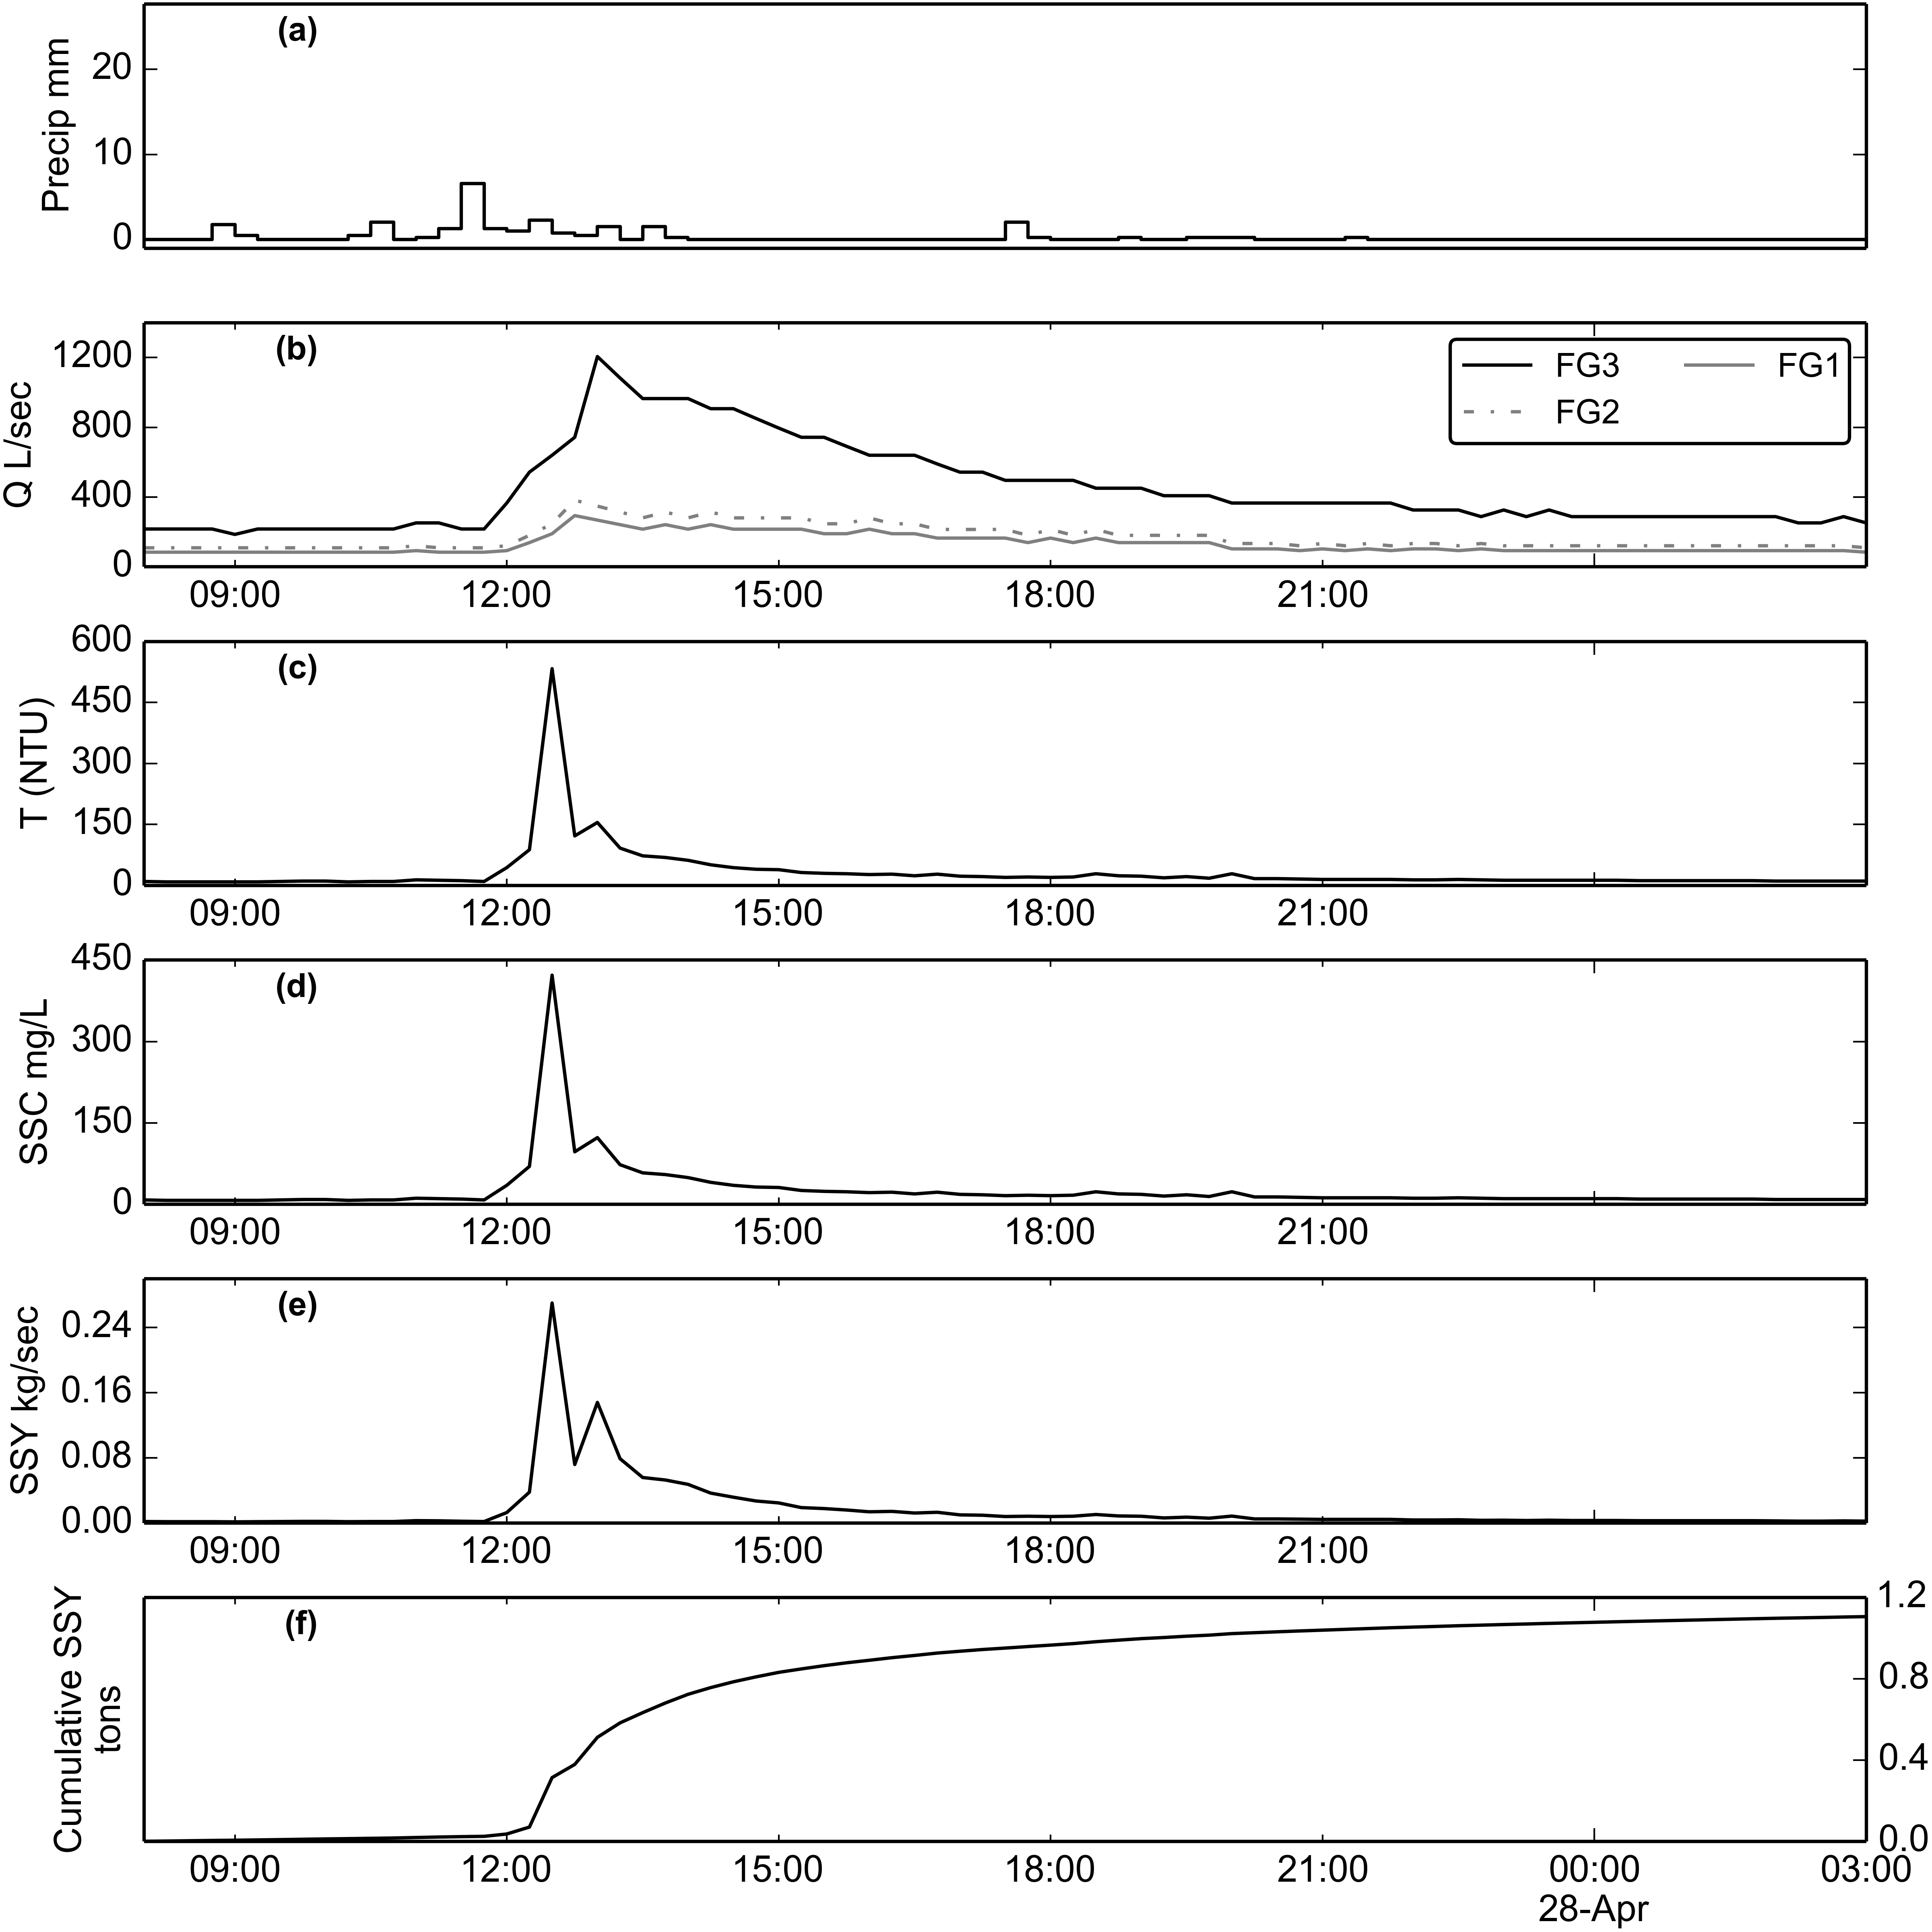 (a)
Precip mm
20
10
0
(b)
Q L/sec
1200
800
400
0
FG3 FG1
FG2
09:00 12:00 15:00 18:00 21:00
(c)
T (NTU)
600
450
300
150
0
09:00 12:00 15:00 18:00 21:00
(d)
SSC mg/L
450
300
150
0
09:00 12:00 15:00 18:00 21:00
(e)
SSY kg/sec
0.24
0.16
0.08
0.00
09:00 12:00 15:00 18:00 21:00
(f)
Cumulative SSY
tons
1.2
0.8
0.4
0.0
09:00 12:00 15:00 18:00 21:00 00:00 03:00
28-Apr